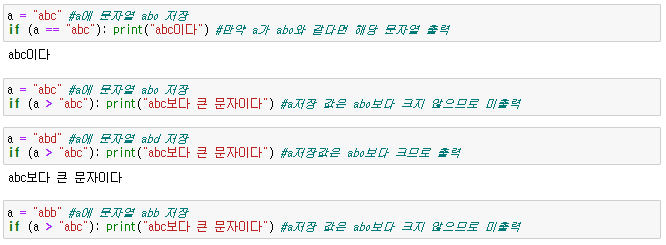 a = "abc" #a에 문자열 abc 저장
if (a == "abc"): print("abc이다") #만약 a가 abc와 같다면 해당 문자열 출력
abc이다
a = "abc" #a에 문자열 abc 저장
if (a > "abc"): print("abc보다 큰 문자이다") #a저장 값은 abc보다 크지 않으므로 미출력
a = "abd" #a에 문자열 abd 저장
if (a > "abc"): print("abc보다 큰 문자이다") #a저장값은 abc보다 크므로 출력
abc보다 큰 문자이다
a = "abb" #a에 문자열 abb 저장
if (a > "abc"): print("abc보다 큰 문자이다") #a저장 값은 abc보다 크지 않으므로 미출력